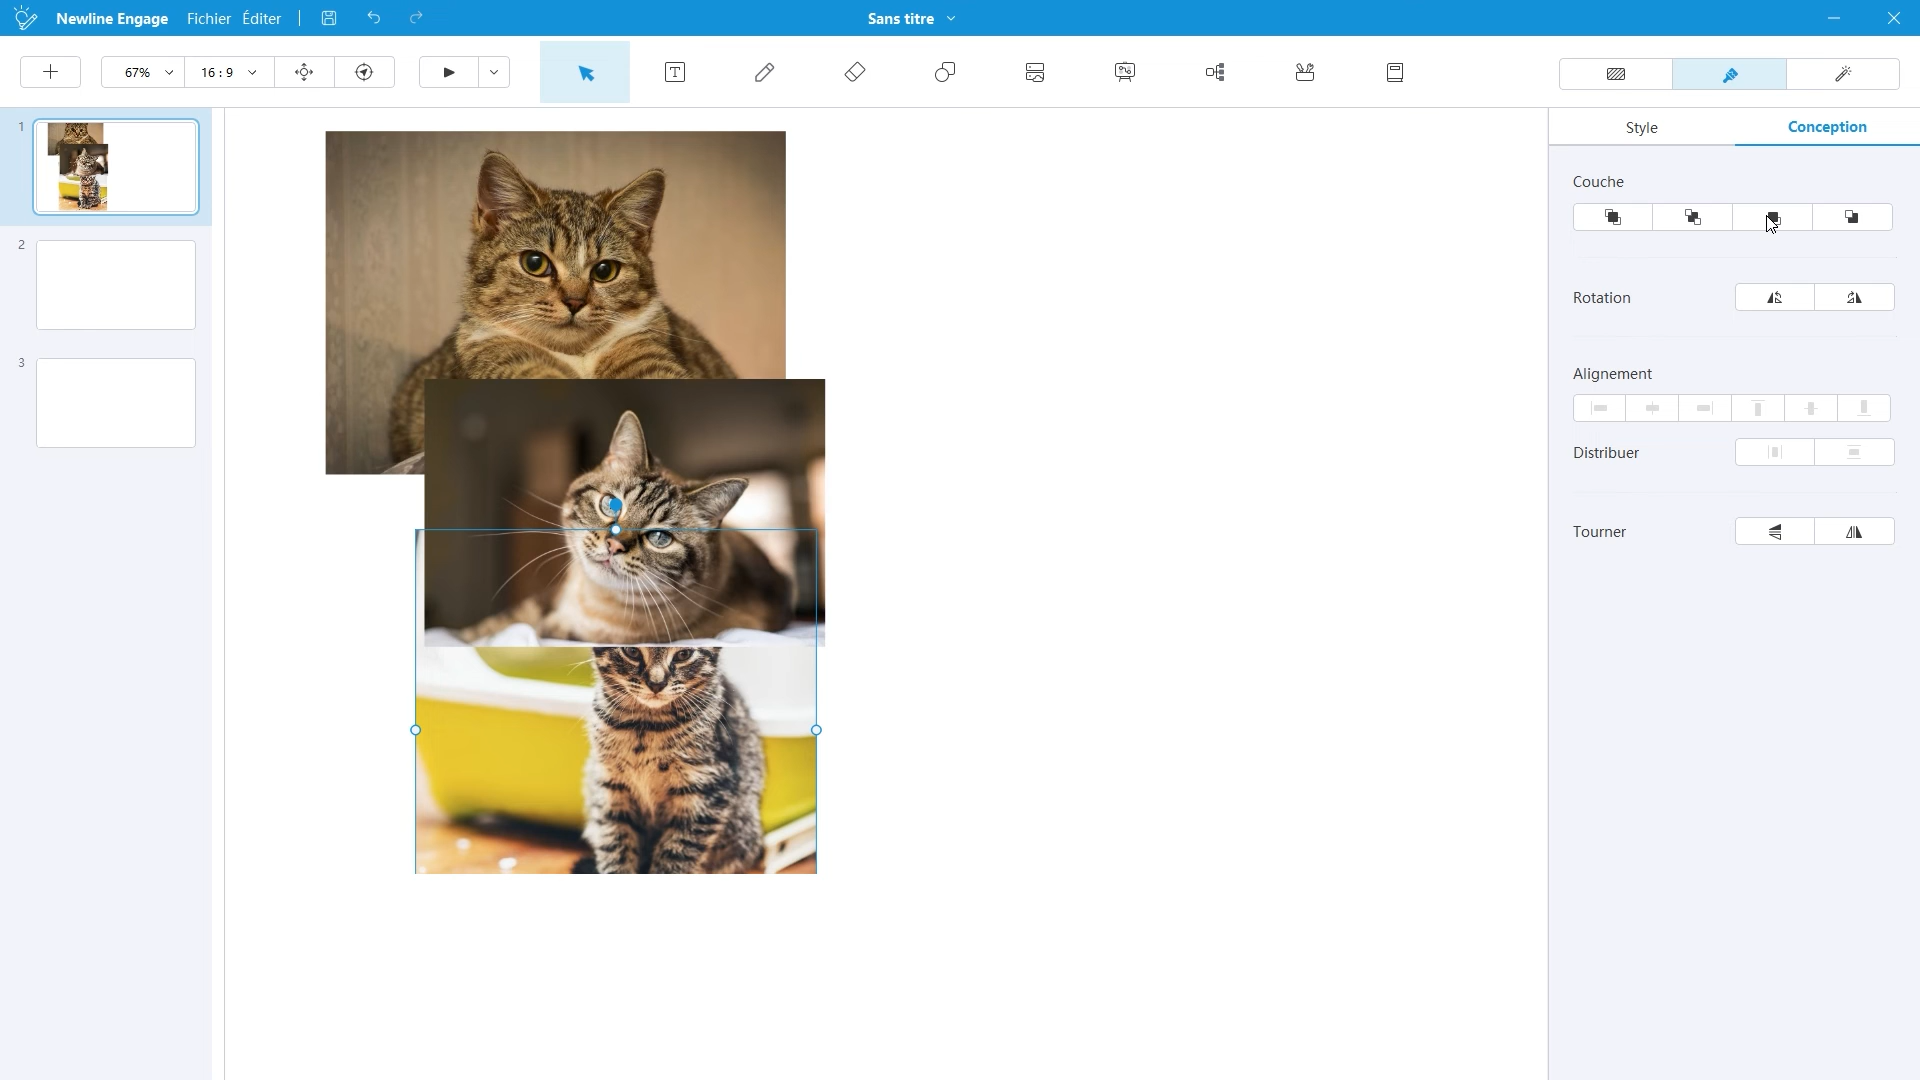 Newline Engage Fichier Éditer Sans titre
67% 16 : 9
T
1
2
3
Style Conception
Couche
Rotation
Alignement
Distribuer
Tourner